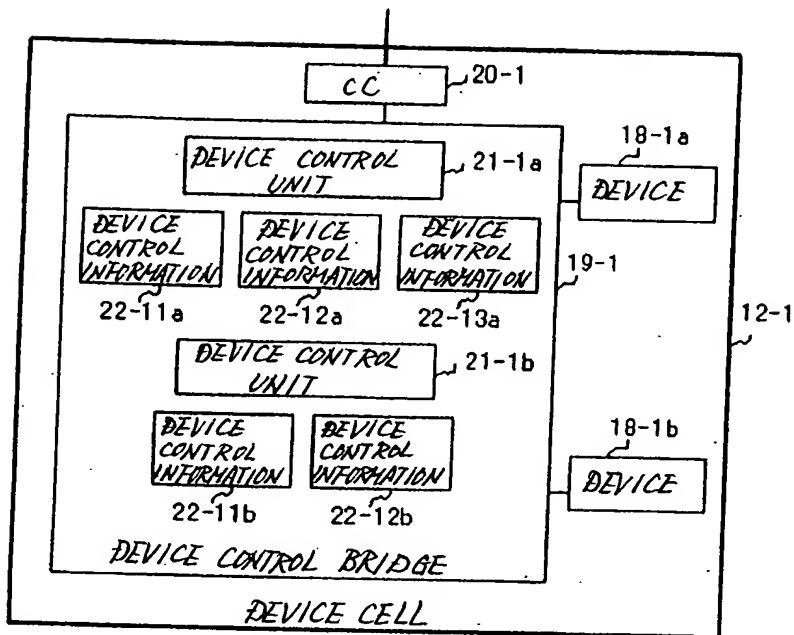 CC
20-1
DEVICE CONTROL
UNIT
21-1a
18-1a
DEVICE
DEVICE
CONTROL
INFORMATION
22-11a
DEVICE
CONTROL
INFORMATION
22-12a
DEVICE
CONTROL
INFORMATION
22-13a
19-1
12-1
DEVICE CONTROL
UNIT
21-1b
DEVICE
CONTROL
INFORMATION
22-11b
DEVICE
CONTROL
INFORMATION
22-12b
18-1b
DEVICE
DEVICE CONTROL BRIDGE
DEVICE CELL